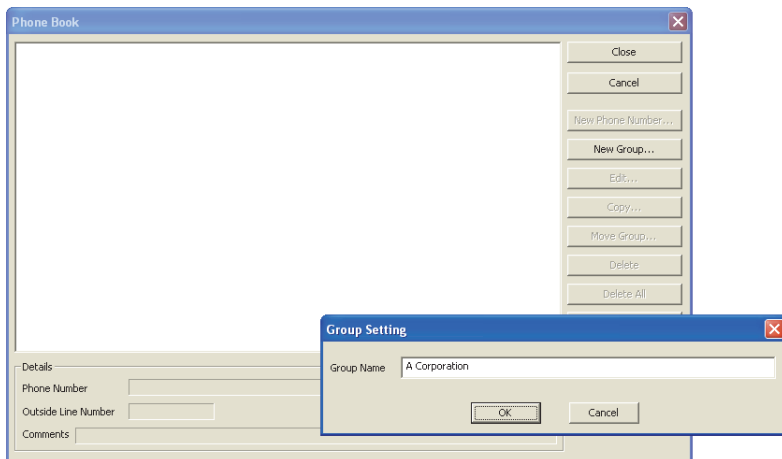 Phone Book
Close
Cancel
New Phone Number...
New Group...
Edit...
Copy...
Move Group...
Delete
Delete All
Group Setting
Group Name A Corporation
OK Cancel
Details
Phone Number
Outside Line Number
Comments